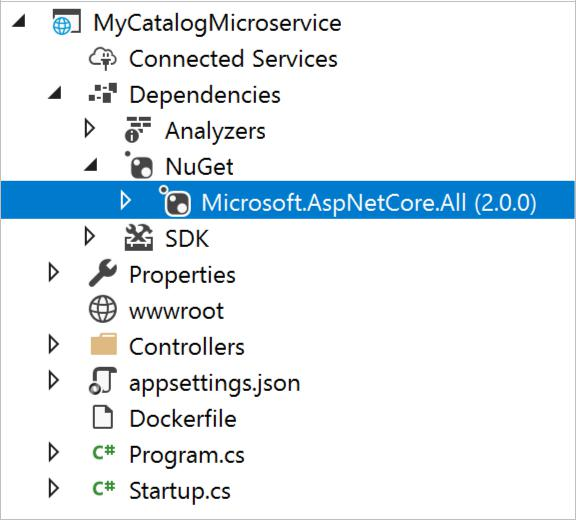 MyCatalogMicroservice
Connected Services
Dependencies
Analyzers
NuGet
Microsoft.AspNetCore.All (2.0.0)
SDK
Properties
wwwroot
Controllers
appsettings.json
Dockerfile
C# Program.cs
C# Startup.cs